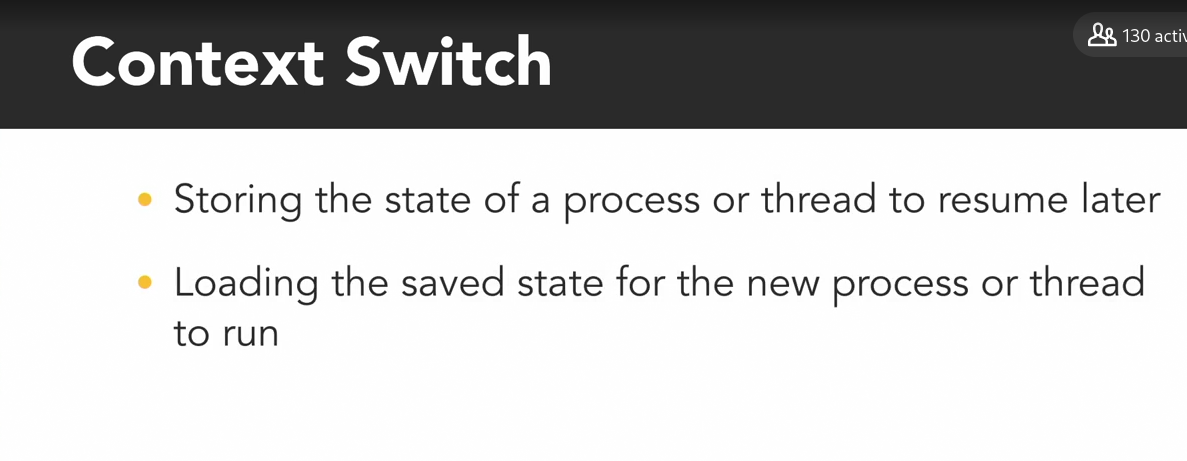 Context Switch
130 activ
• Storing the state of a process or thread to resume later
• Loading the saved state for the new process or thread
to run